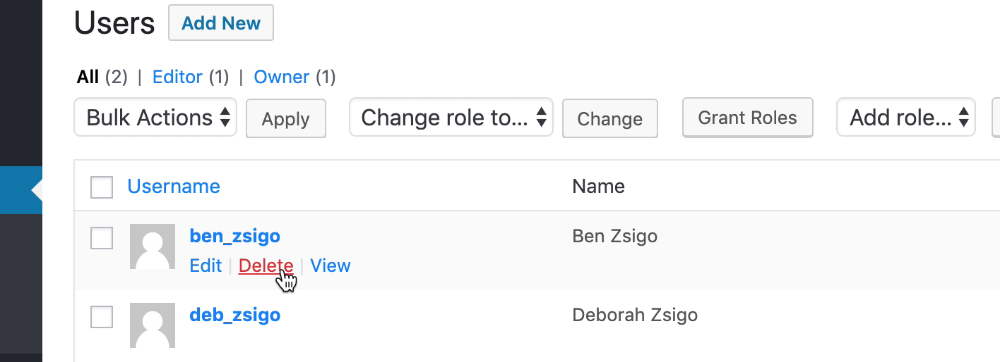 Users Add New
All (2) | Editor (1) | Owner (1)
Bulk Actions Apply Change role to... Change Grant Roles Add role...
Username Name
ben_zsigo Ben Zsigo
Edit | Delete | View
deb_zsigo Deborah Zsigo